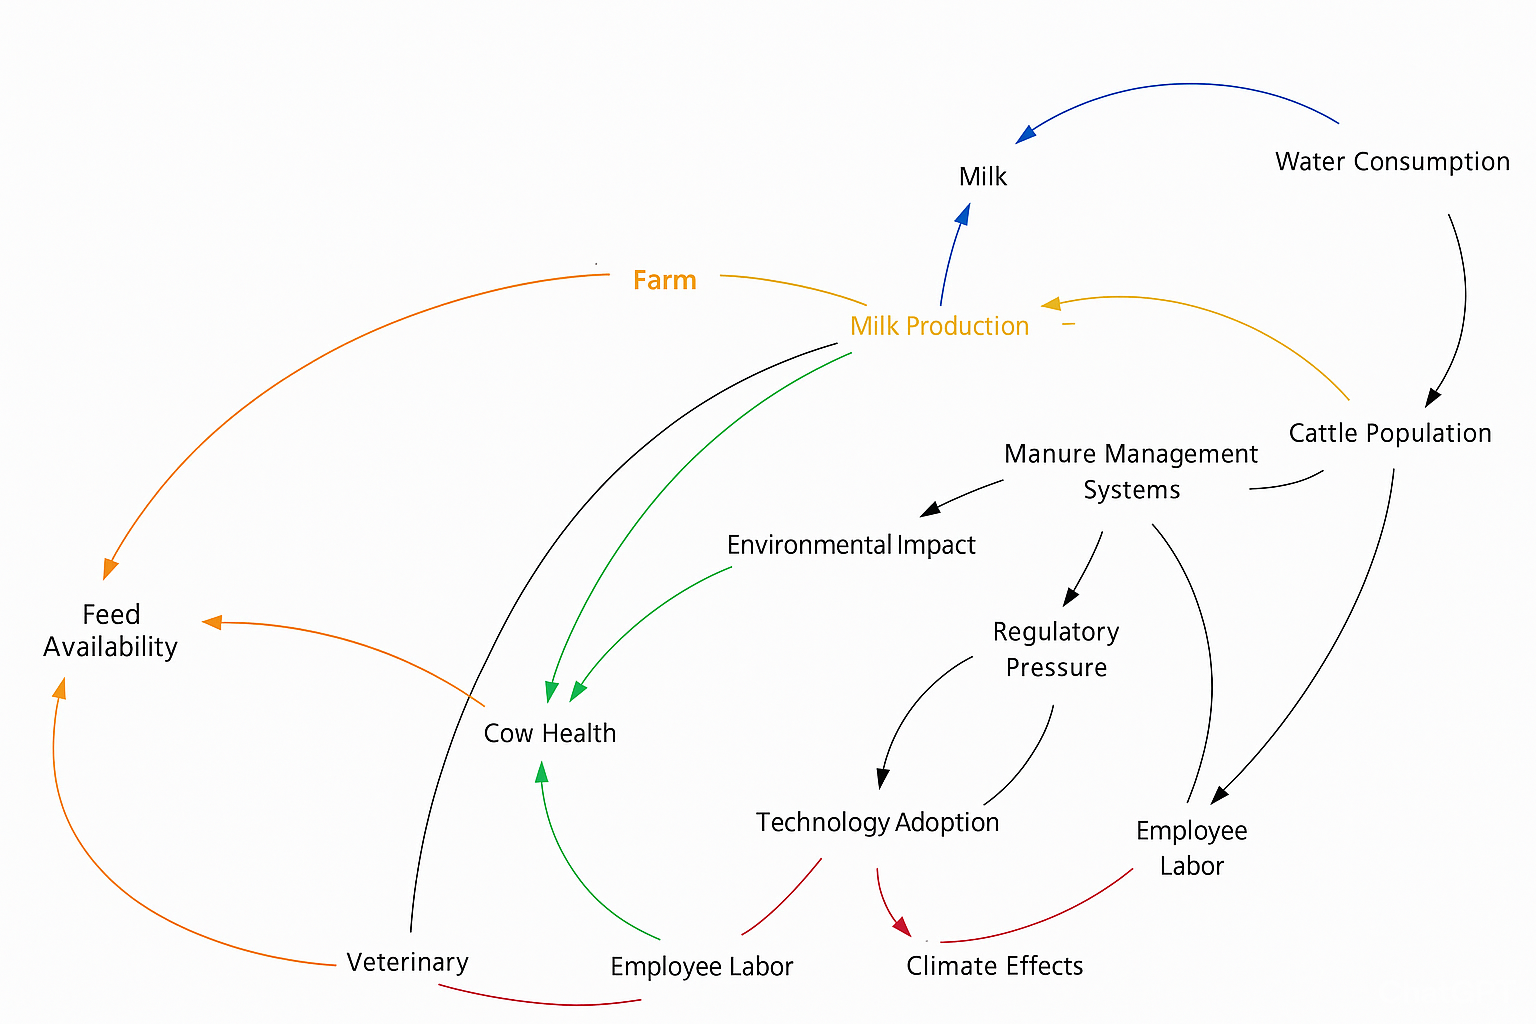 Milk
Water Consumption
Farm
Milk Production –
Cattle Population
Manure Management
Systems
Environmental Impact
Feed
Availability
Regulatory
Pressure
Cow Health
Technology Adoption
Employee
Labor
Veterinary
Employee Labor
Climate Effects